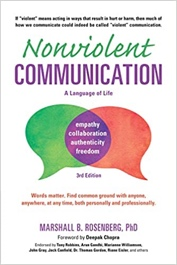 If "violent" means acting in ways that result in hurt or harm, then much of
how we communicate could indeed be called "violent" communication.
Nonviolent
COMMUNICATION
A Language of Life
empathy
collaboration
authenticity
freedom
3rd Edition
Words matter. Find common ground with anyone,
anywhere, at any time, both personally and professionally.
MARSHALL B. ROSENBERG, PhD
Foreword by Deepak Chopra
Endorsed by Tony Robbins, Arun Gandhi, Marianne Williamson,
John Gray, Jack Canfield, Dr. Thomas Gordon, Riane Eisler, and others